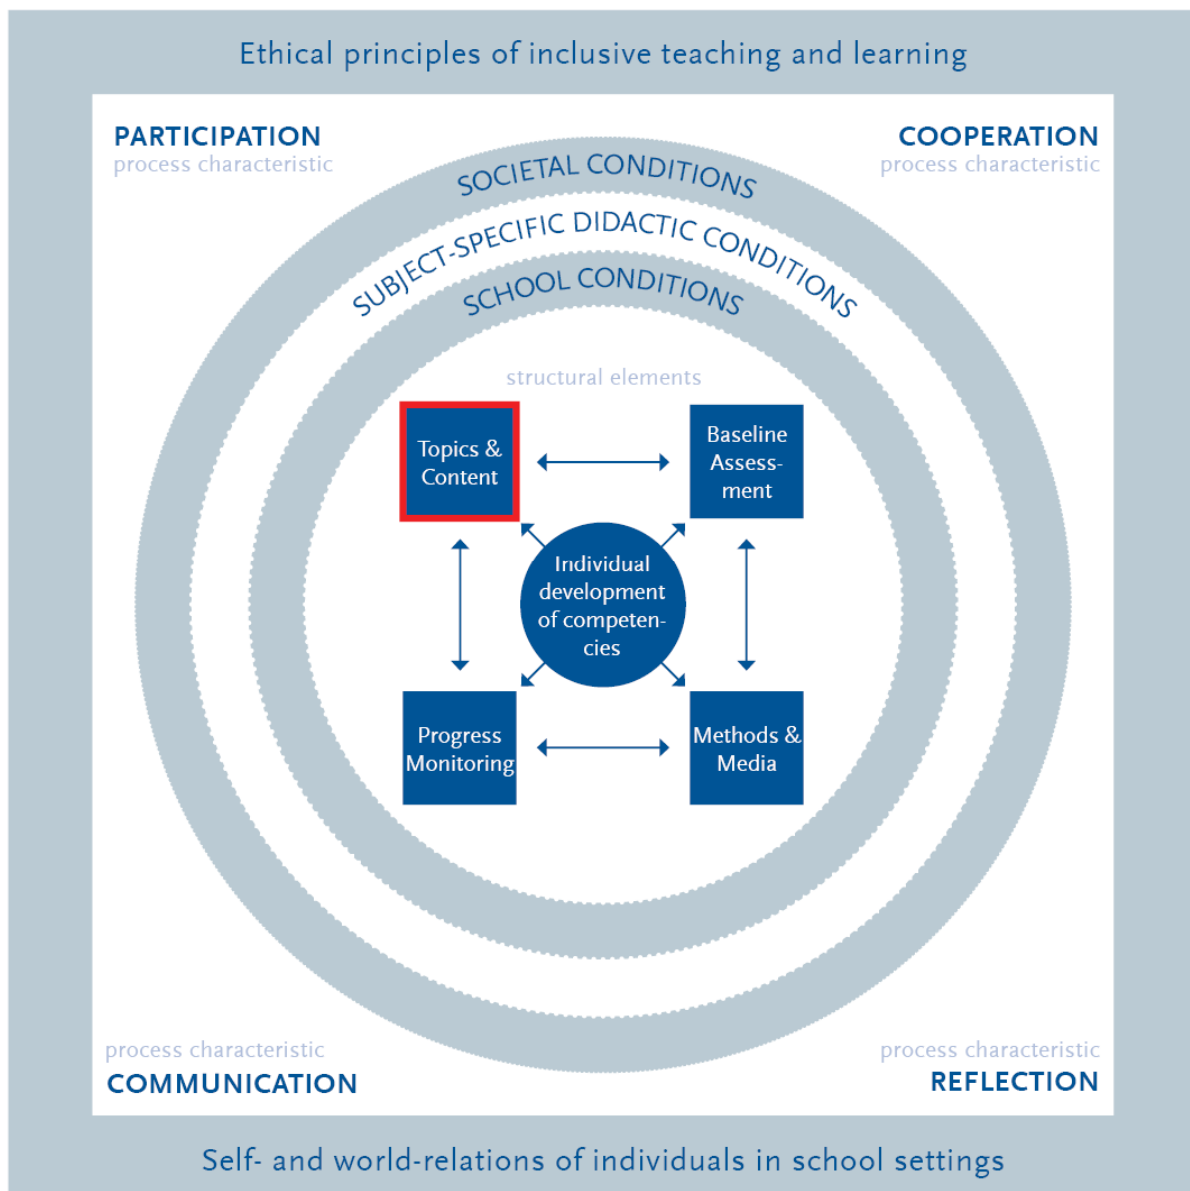 Ethical principles of inclusive teaching and learning
PARTICIPATION
process characteristic
COOPERATION
process characteristic
SOCIETAL CONDITIONS
SUBJECT-SPECIFIC DIDACTIC CONDITIONS
SCHOOL CONDITIONS
structural elements
Topics &
Content
Baseline
Assess-
ment
Individual
development
of competen-
cies
Progress
Monitoring
Methods &
Media
process characteristic
COMMUNICATION
process characteristic
REFLECTION
Self- and world-relations of individuals in school settings